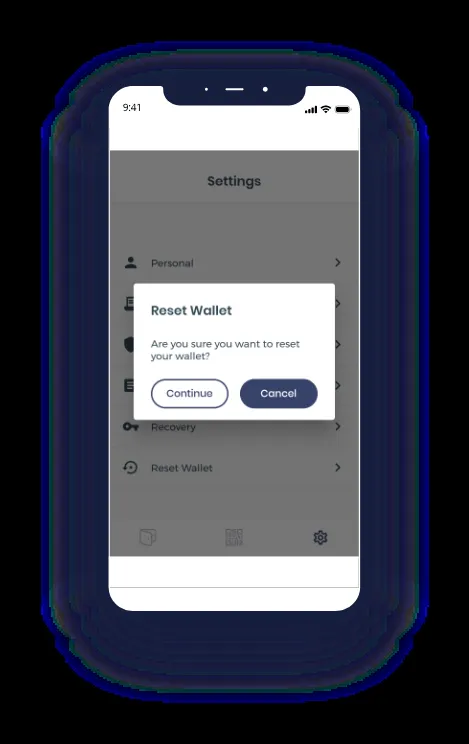 9:41
Settings
Personal
Reset Wallet
Are you sure you want to reset
your wallet?
Continue Cancel
Recovery
Reset Wallet